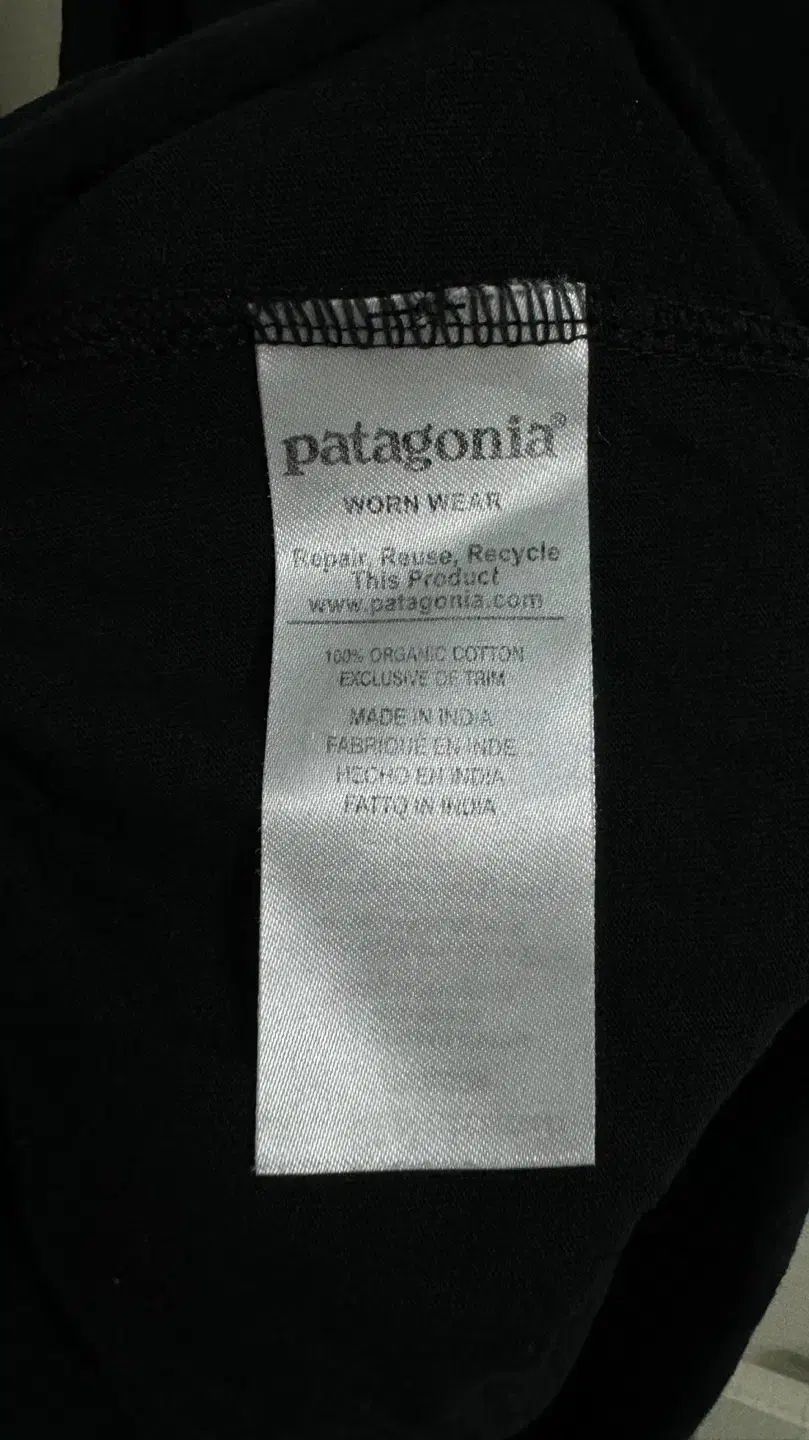 patagonia®
WORN WEAR
Repair, Reuse, Recycle
This Product
www.patagonia.com
100% ORGANIC COTTON
EXCLUSIVE OF TRIM
MADE IN INDIA
FABRIQUÉ EN INDE
HECHO EN INDIA
FATTO IN INDIA